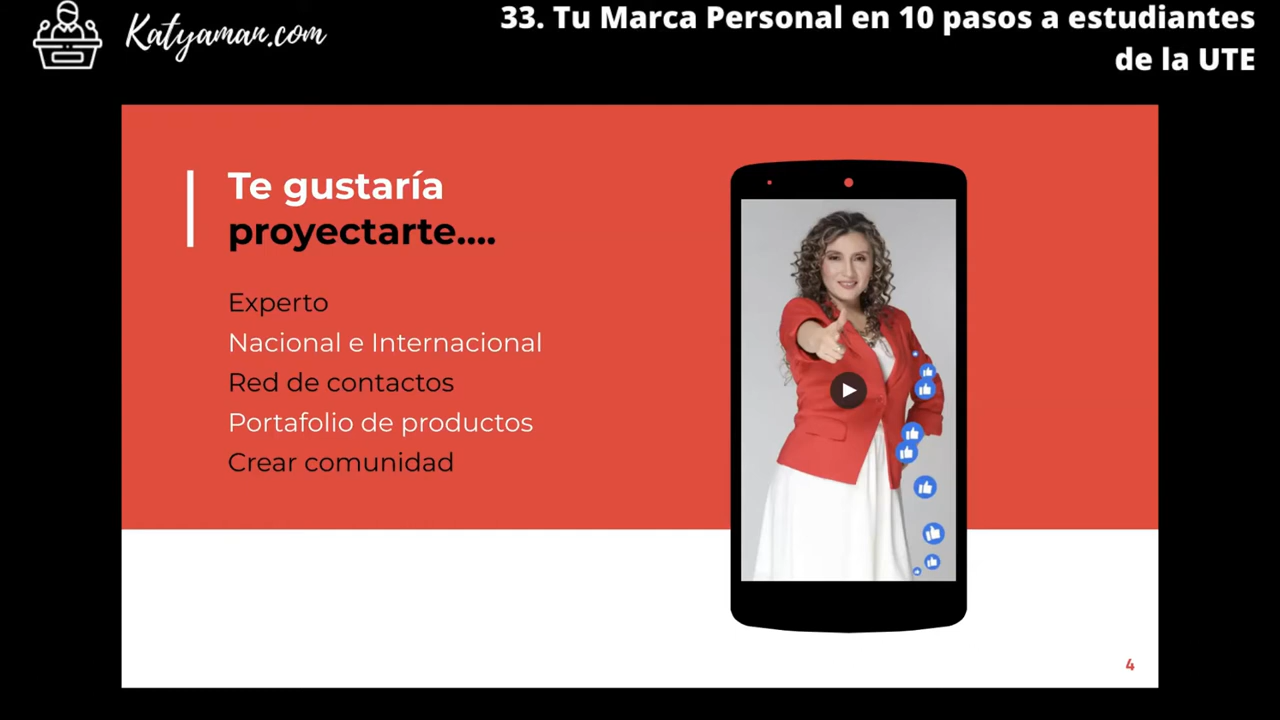 Katyaman.com
33. Tu Marca Personal en 10 pasos a estudiantes
de la UTE
Te gustaría
proyectarte....
Experto
Nacional e Internacional
Red de contactos
Portafolio de productos
Crear comunidad
4